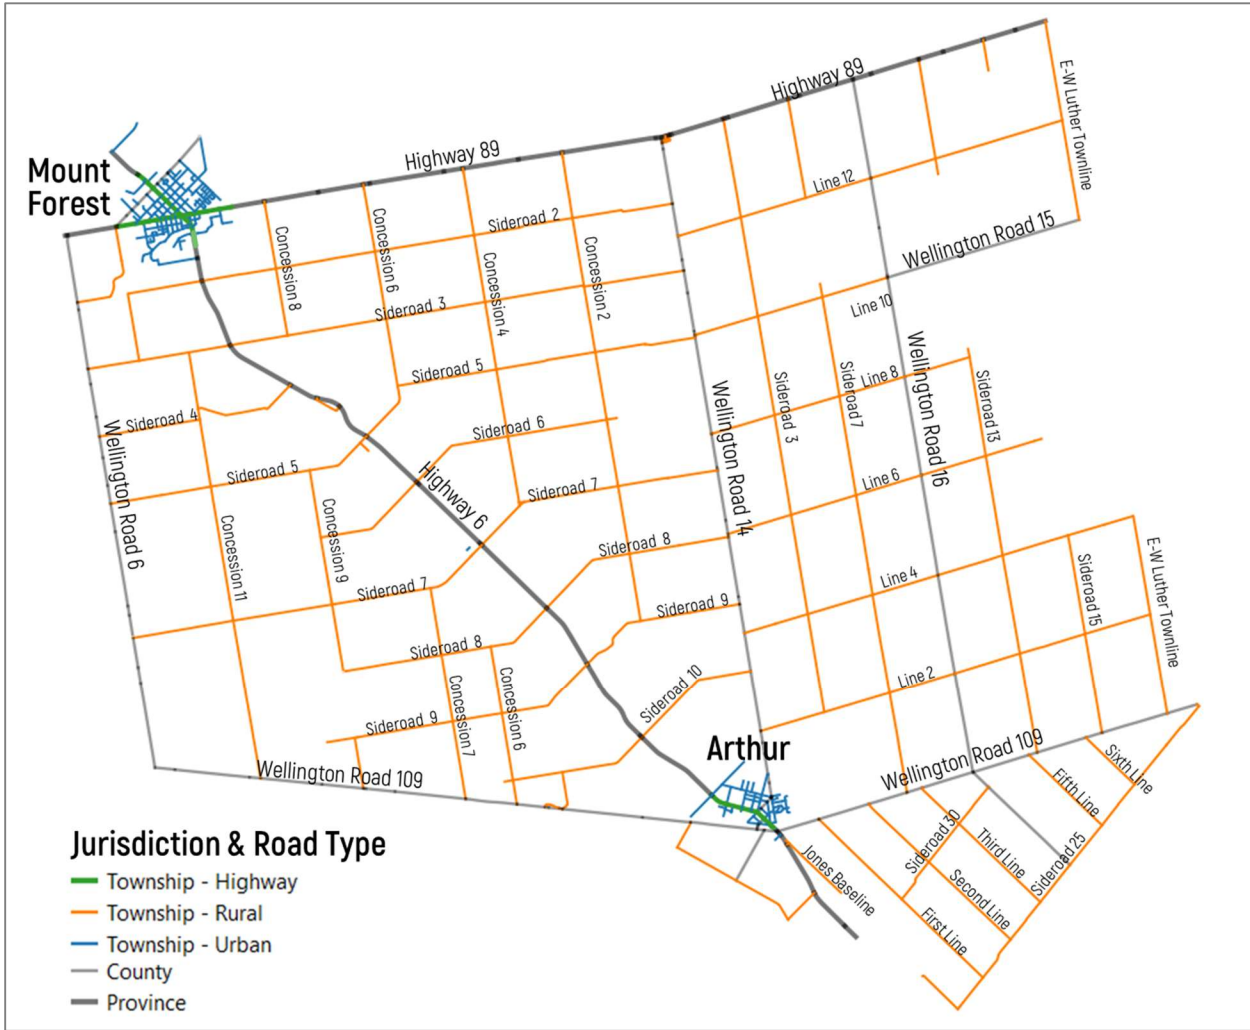 Highway 89
Highway 89
E-W Luther Townline
Mount
Forest
Line 12
Sideroad 2
Concession 8
Concession 6
Concession 4
Concession 2
Wellington Road 15
Sideroad 3
Line 10
Sideroad 5
Sideroad 3
Sideroad 7
Line 8
Wellington Road 16
Sideroad 13
Sideroad 4
Wellington Road 6
Sideroad 6
Wellington Road 14
Sideroad 5
Highway 6
Sideroad 7
Line 6
Concession 11
Concession 9
Sideroad 8
Line 4
Sideroad 15
E-W Luther Townline
Sideroad 7
Sideroad 9
Sideroad 8
Concession 7
Concession 6
Sideroad 10
Line 2
Sideroad 9
Arthur
Wellington Road 109
Wellington Road 109
Sixth Line
Fifth Line
Sideroad 30
Third Line
Sideroad 25
Jones Baseline
Second Line
First Line
Jurisdiction & Road Type
Township - Highway
Township - Rural
Township - Urban
County
Province